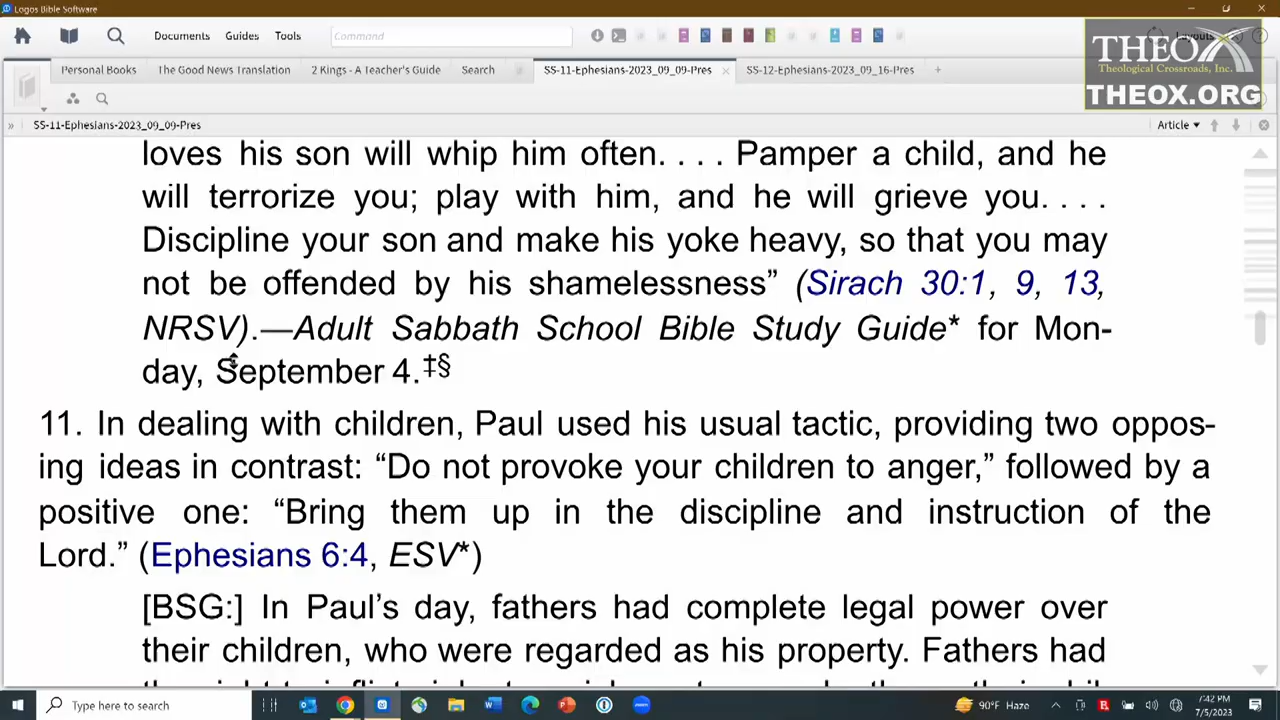 Logos Bible Software
Documents Guides Tools Command
THEOX
Theological Crossroads, Inc.
THEOX.ORG
Personal Books The Good News Translation 2 Kings - A Teache SS-11-Ephesians-2023_09_09-Pres SS-12-Ephesians-2023_09_16-Pres
SS-11-Ephesians-2023_09_09-Pres Article
loves his son will whip him often. . . . Pamper a child, and he
will terrorize you; play with him, and he will grieve you. . . .
Discipline your son and make his yoke heavy, so that you may
not be offended by his shamelessness” (Sirach 30:1, 9, 13,
NRSV).—Adult Sabbath School Bible Study Guide* for Mon-
day, September 4.‡§
11. In dealing with children, Paul used his usual tactic, providing two oppos-
ing ideas in contrast: “Do not provoke your children to anger,” followed by a
positive one: “Bring them up in the discipline and instruction of the
Lord.” (Ephesians 6:4, ESV*)
[BSG:] In Paul’s day, fathers had complete legal power over
their children, who were regarded as his property. Fathers had
Type here to search 90°F Haze 7:42 PM
7/5/2023